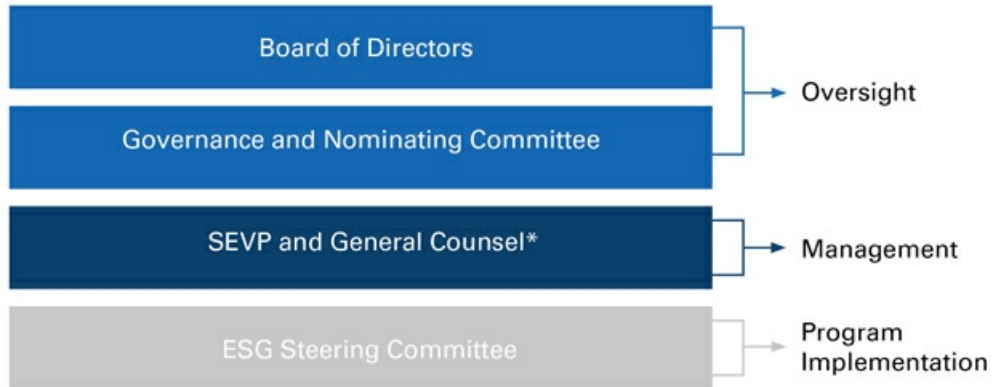 Board of Directors
Oversight
Governance and Nominating Committee
SEVP and General Counsel*
Management
ESG Steering Committee
Program
Implementation